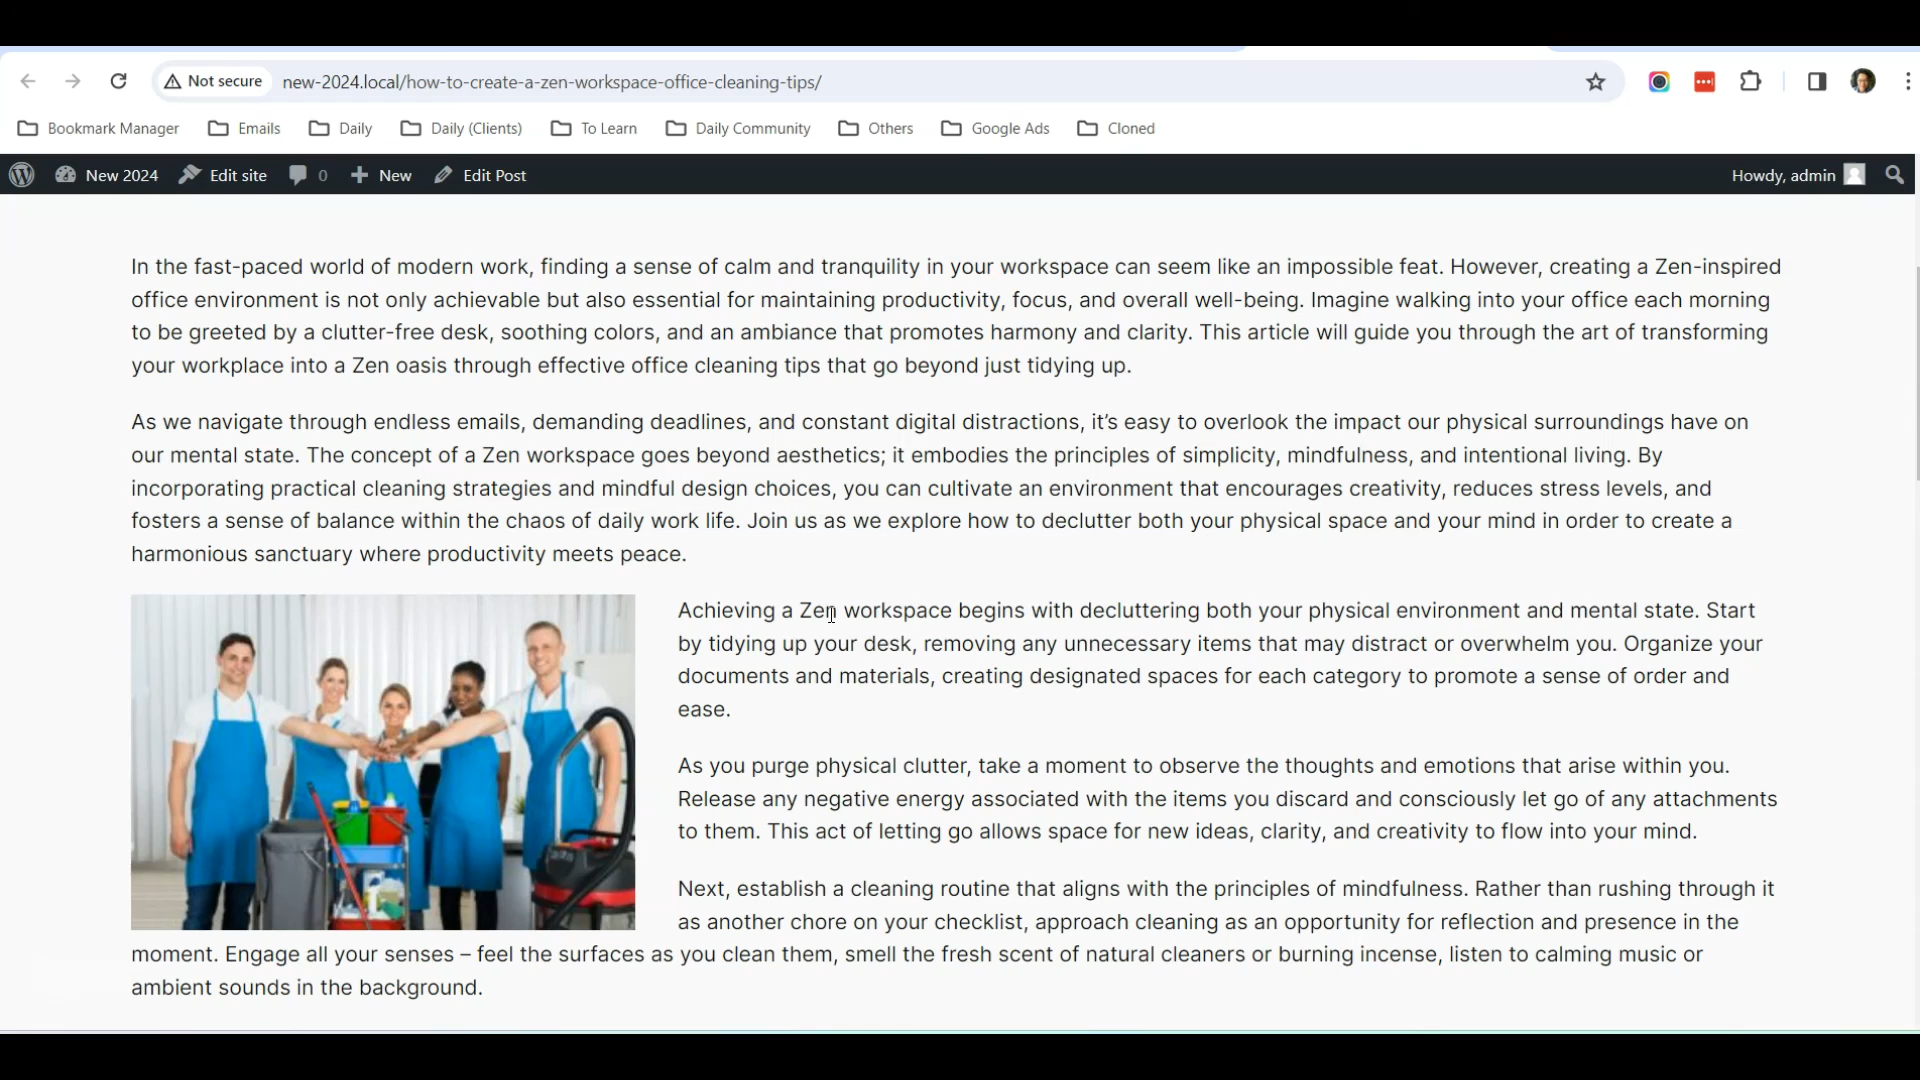 Not secure
new-2024.local/how-to-create-a-zen-workspace-office-cleaning-tips/
Bookmark Manager
Emails
Daily
Daily (Clients)
To Learn
Daily Community
Others
Google Ads
Cloned
New 2024
Edit site
0
New
Edit Post
Howdy, admin
In the fast-paced world of modern work, finding a sense of calm and tranquility in your workspace can seem like an impossible feat. However, creating a Zen-inspired
office environment is not only achievable but also essential for maintaining productivity, focus, and overall well-being. Imagine walking into your office each morning
to be greeted by a clutter-free desk, soothing colors, and an ambiance that promotes harmony and clarity. This article will guide you through the art of transforming
your workplace into a Zen oasis through effective office cleaning tips that go beyond just tidying up.
As we navigate through endless emails, demanding deadlines, and constant digital distractions, it’s easy to overlook the impact our physical surroundings have on
our mental state. The concept of a Zen workspace goes beyond aesthetics; it embodies the principles of simplicity, mindfulness, and intentional living. By
incorporating practical cleaning strategies and mindful design choices, you can cultivate an environment that encourages creativity, reduces stress levels, and
fosters a sense of balance within the chaos of daily work life. Join us as we explore how to declutter both your physical space and your mind in order to create a
harmonious sanctuary where productivity meets peace.
Achieving a Zen workspace begins with decluttering both your physical environment and mental state. Start
by tidying up your desk, removing any unnecessary items that may distract or overwhelm you. Organize your
documents and materials, creating designated spaces for each category to promote a sense of order and
ease.
As you purge physical clutter, take a moment to observe the thoughts and emotions that arise within you.
Release any negative energy associated with the items you discard and consciously let go of any attachments
to them. This act of letting go allows space for new ideas, clarity, and creativity to flow into your mind.
Next, establish a cleaning routine that aligns with the principles of mindfulness. Rather than rushing through it
as another chore on your checklist, approach cleaning as an opportunity for reflection and presence in the
moment. Engage all your senses – feel the surfaces as you clean them, smell the fresh scent of natural cleaners or burning incense, listen to calming music or
ambient sounds in the background.